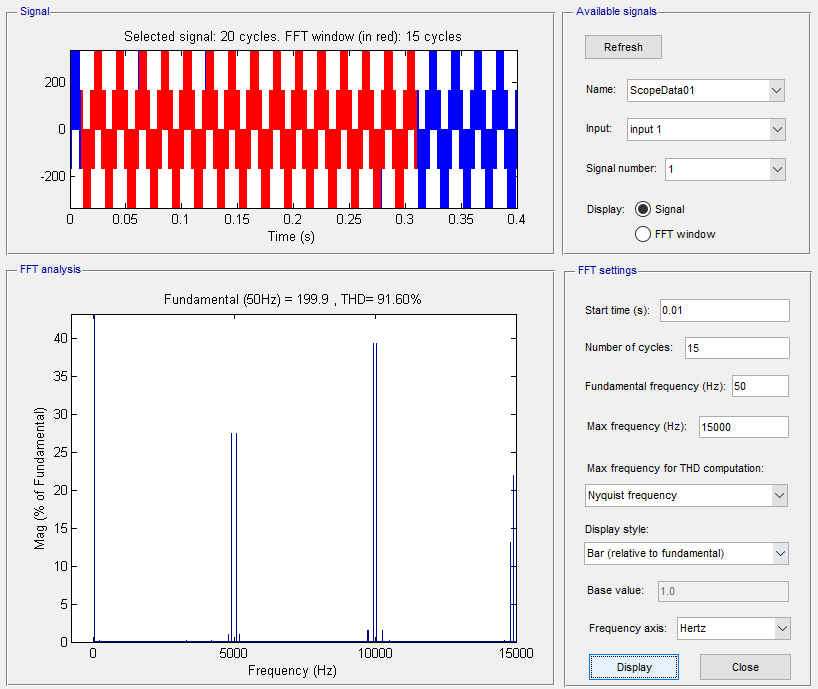 Signal
Selected signal: 20 cycles. FFT window (in red): 15 cycles
200
0
-200
0
0.05
0.1
0.15
0.2
0.25
0.3
0.35
0.4
Time (s)
Available signals
Refresh
Name:
ScopeData01
Input:
input 1
Signal number:
1
Display:
Signal
FFT window
FFT analysis
Fundamental (50Hz) = 199.9 , THD= 91.60%
Mag (% of Fundamental)
40
35
30
25
20
15
10
5
0
0
5000
10000
15000
Frequency (Hz)
FFT settings
Start time (s):
0.01
Number of cycles:
15
Fundamental frequency (Hz):
50
Max frequency (Hz):
15000
Max frequency for THD computation:
Nyquist frequency
Display style:
Bar (relative to fundamental)
Base value:
1.0
Frequency axis:
Hertz
Display
Close